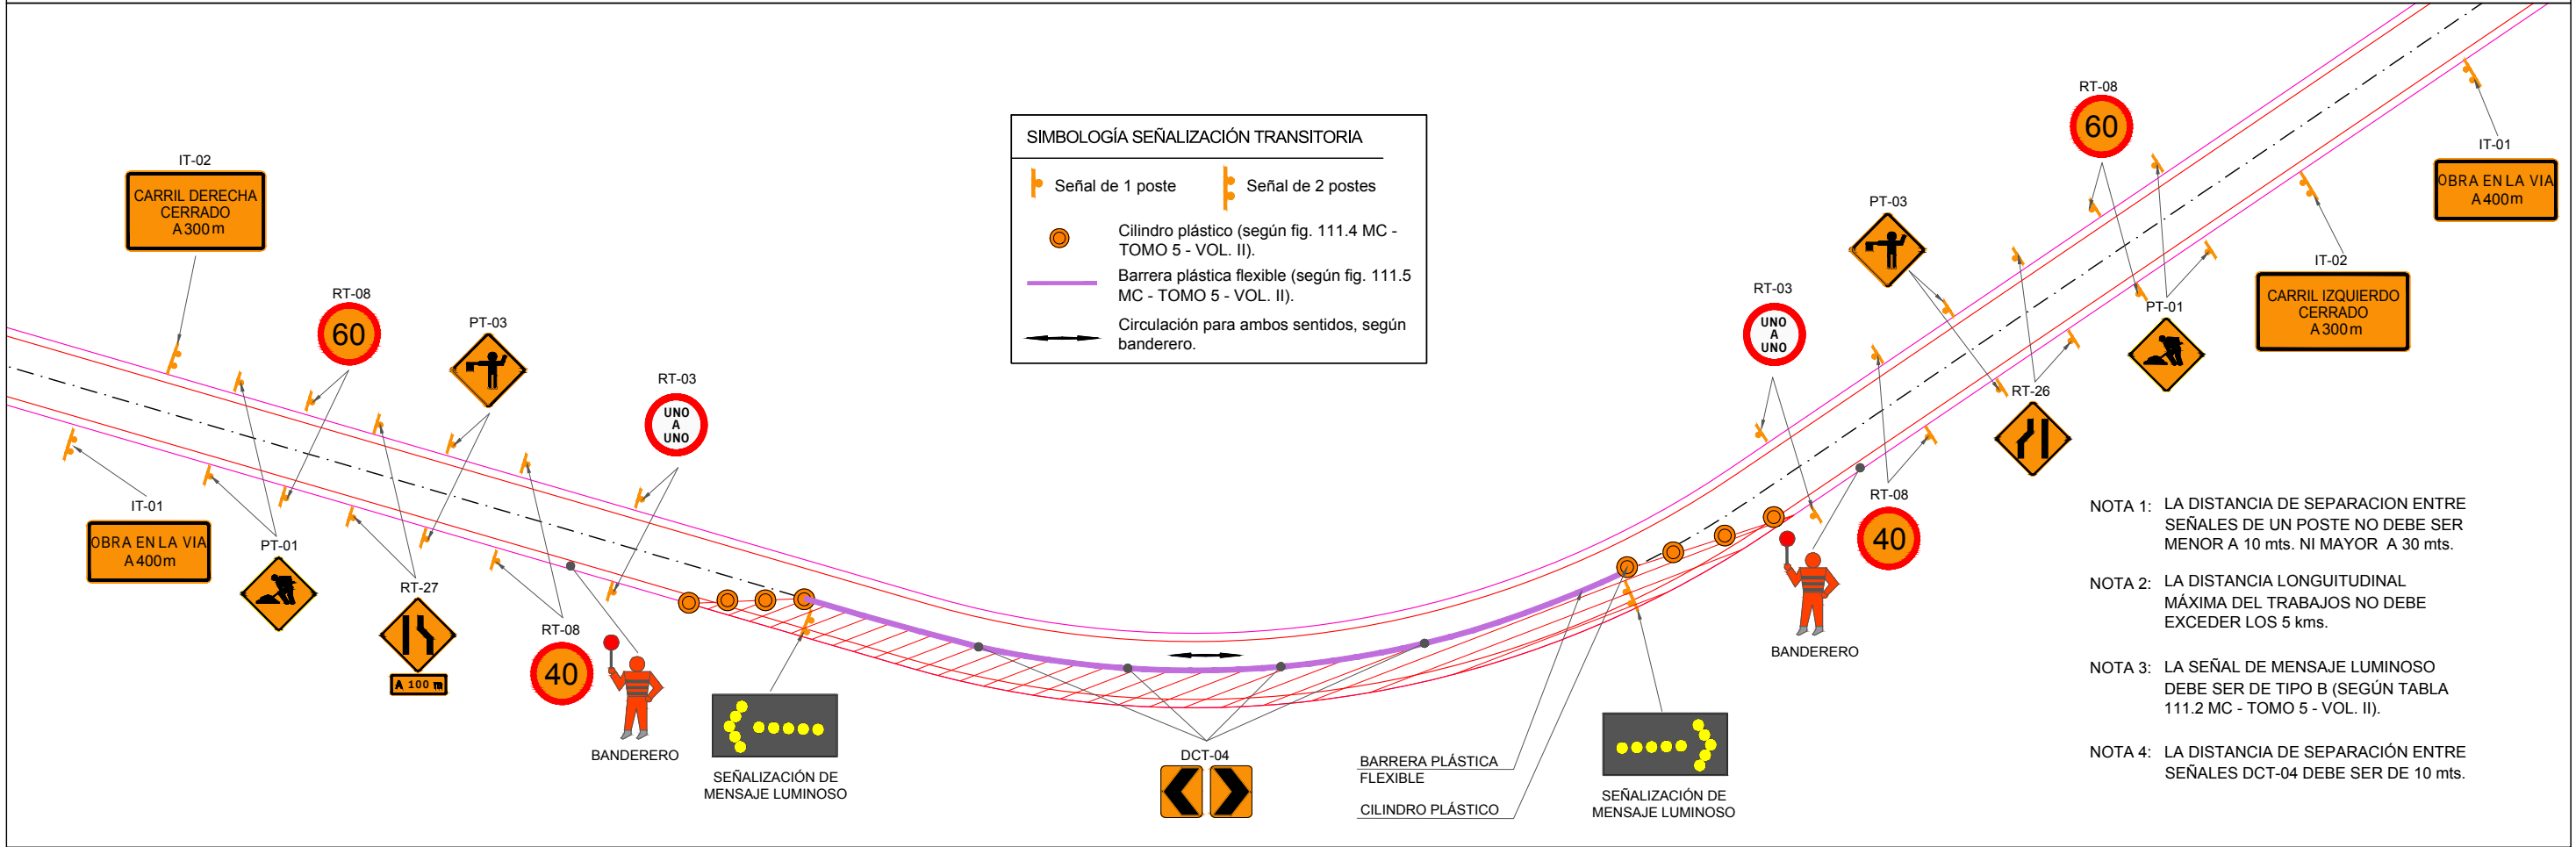 IT-02
CARRIL DERECHA
CERRADO
A 300 m
RT-08
60
PT-03
RT-03
UNO
A
UNO
IT-01
OBRA EN LA VIA
A 400m
PT-01
RT-27
A 100 m
RT-08
40
BANDERERO
SEÑALIZACIÓN DE
MENSAJE LUMINOSO
SIMBOLOGÍA SEÑALIZACIÓN TRANSITORIA
Señal de 1 poste
Señal de 2 postes
Cilindro plástico (según fig. 111.4 MC -
TOMO 5 - VOL. II).
Barrera plástica flexible (según fig. 111.5
MC - TOMO 5 - VOL. II).
Circulación para ambos sentidos, según
banderero.
DCT-04
BARRERA PLÁSTICA
FLEXIBLE
CILINDRO PLÁSTICO
SEÑALIZACIÓN DE
MENSAJE LUMINOSO
BANDERERO
RT-03
UNO
A
UNO
PT-03
RT-08
60
RT-08
40
RT-26
PT-01
IT-01
OBRA EN LA VIA
A 400m
IT-02
CARRIL IZQUIERDO
CERRADO
A 300 m
NOTA 1: LA DISTANCIA DE SEPARACION ENTRE
SEÑALES DE UN POSTE NO DEBE SER
MENOR A 10 mts. NI MAYOR A 30 mts.
NOTA 2: LA DISTANCIA LONGUITUDINAL
MÁXIMA DEL TRABAJOS NO DEBE
EXCEDER LOS 5 kms.
NOTA 3: LA SEÑAL DE MENSAJE LUMINOSO
DEBE SER DE TIPO B (SEGÚN TABLA
111.2 MC - TOMO 5 - VOL. II).
NOTA 4: LA DISTANCIA DE SEPARACIÓN ENTRE
SEÑALES DCT-04 DEBE SER DE 10 mts.